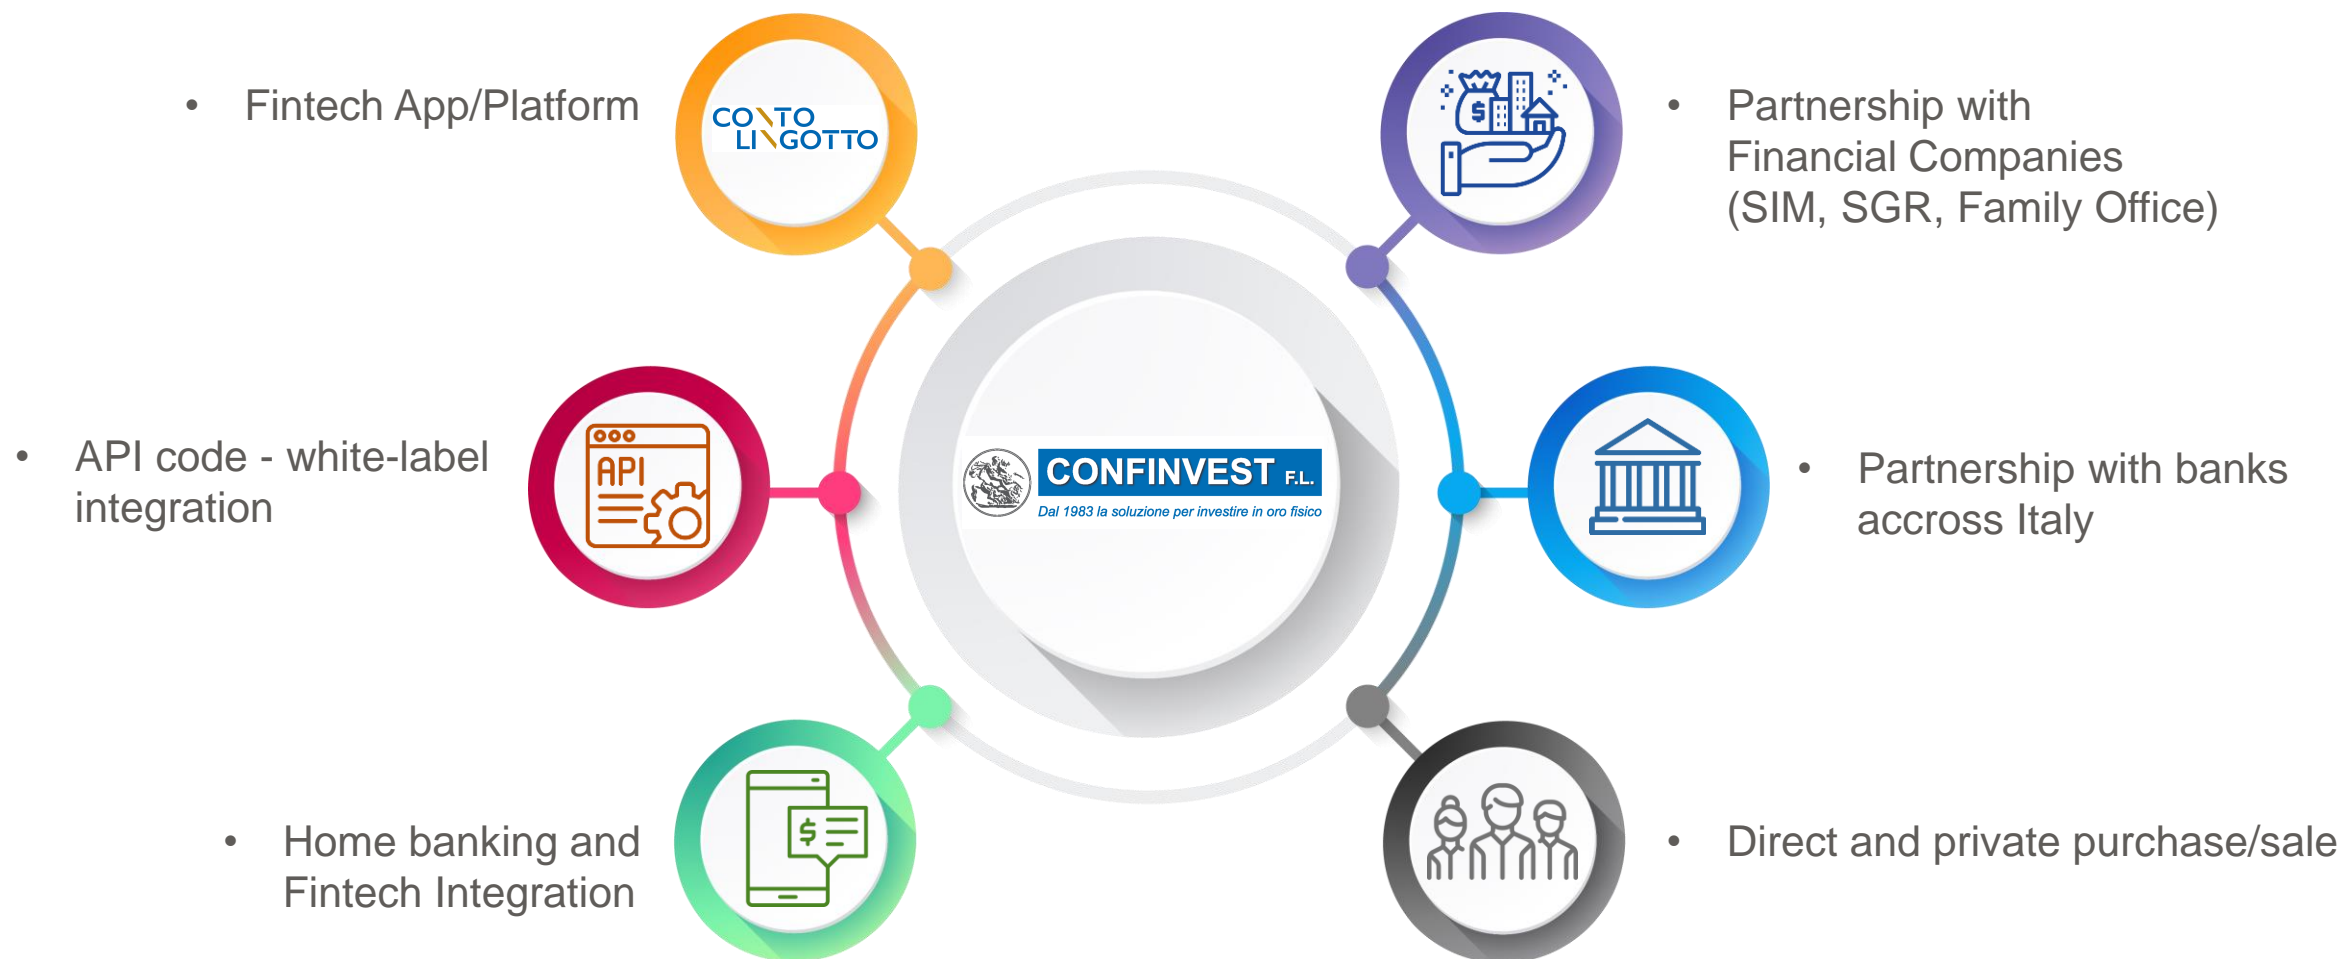 • Fintech App/Platform
CONTO
LINGOTTO
• Partnership with
Financial Companies
(SIM, SGR, Family Office)
$
• API code - white-label
integration
API
CONFINVEST F.L.
Dal 1983 la soluzione per investire in oro fisico
• Partnership with banks
accross Italy
• Home banking and
Fintech Integration
$
• Direct and private purchase/sale